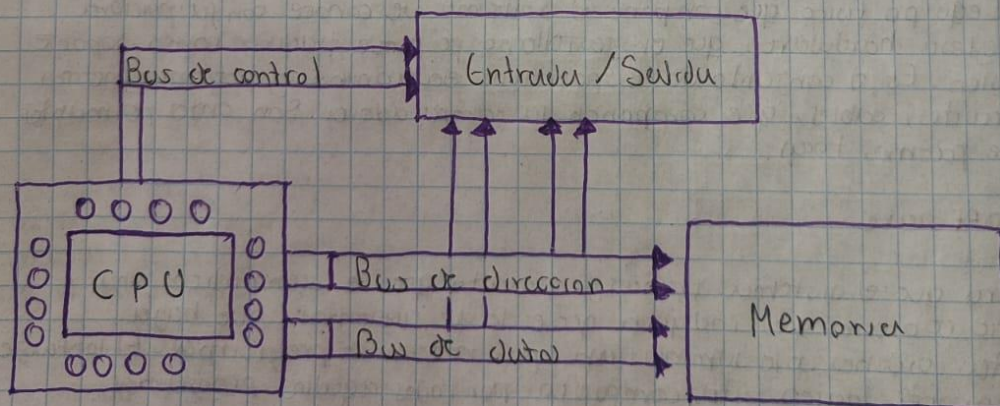 Bus de control
Entrada / Salida
CPU
Bus de direccion
Bus de datos
Memoria